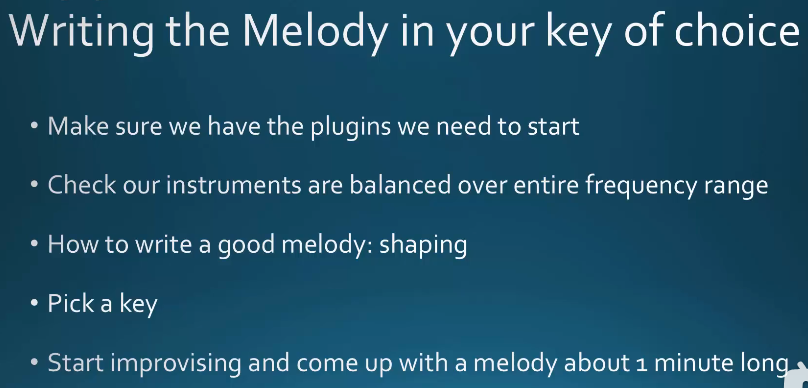 Writing the Melody in your key of choice
• Make sure we have the plugins we need to start
• Check our instruments are balanced over entire frequency range
• How to write a good melody: shaping
• Pick a key
• Start improvising and come up with a melody about 1 minute long